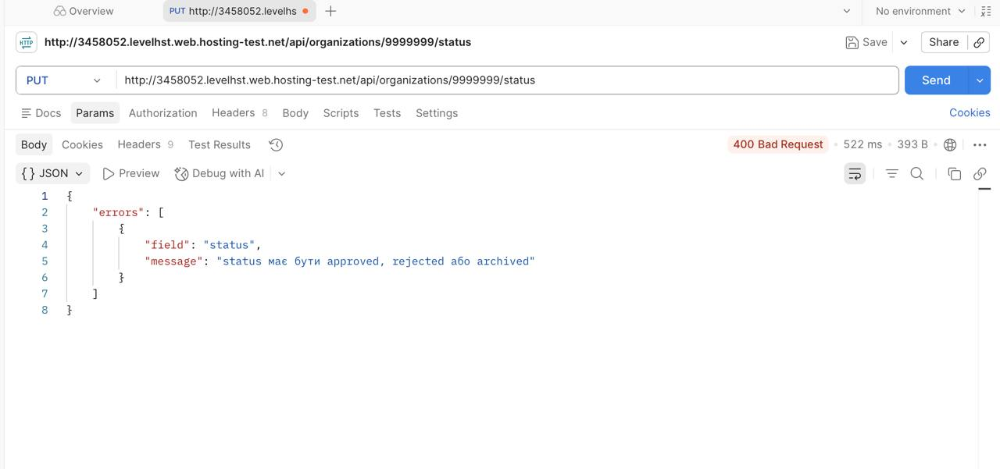 Overview
PUT http://3458052.levelhs
No environment
HTTP http://3458052.levelhst.web.hosting-test.net/api/organizations/9999999/status
Save
Share
PUT http://3458052.levelhst.web.hosting-test.net/api/organizations/9999999/status
Send
Docs Params Authorization Headers 8 Body Scripts Tests Settings
Cookies
Body Cookies Headers 9 Test Results
400 Bad Request • 522 ms • 393 B •
{} JSON Preview Debug with AI
1 {
2 "errors": [
3 {
4 "field": "status",
5 "message": "status має бути approved, rejected або archived"
6 }
7 ]
8 }